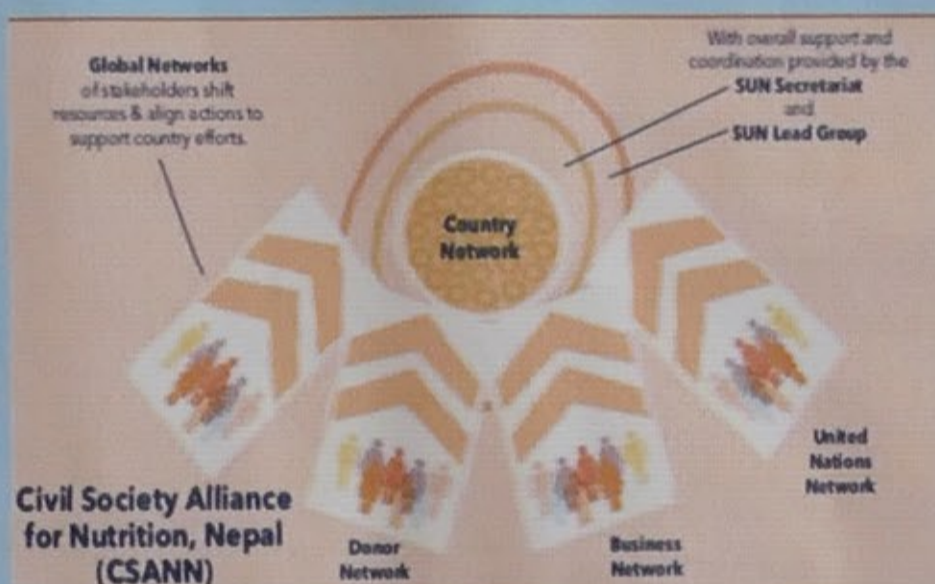 Global Networks
of stakeholders shift
resources & align actions to
support country efforts.
With overall support and
coordination provided by the
SUN Secretariat
and
SUN Lead Group
Country
Network
Civil Society Alliance
for Nutrition, Nepal
(CSANN)
Donor
Network
Business
Network
United
Nations
Network